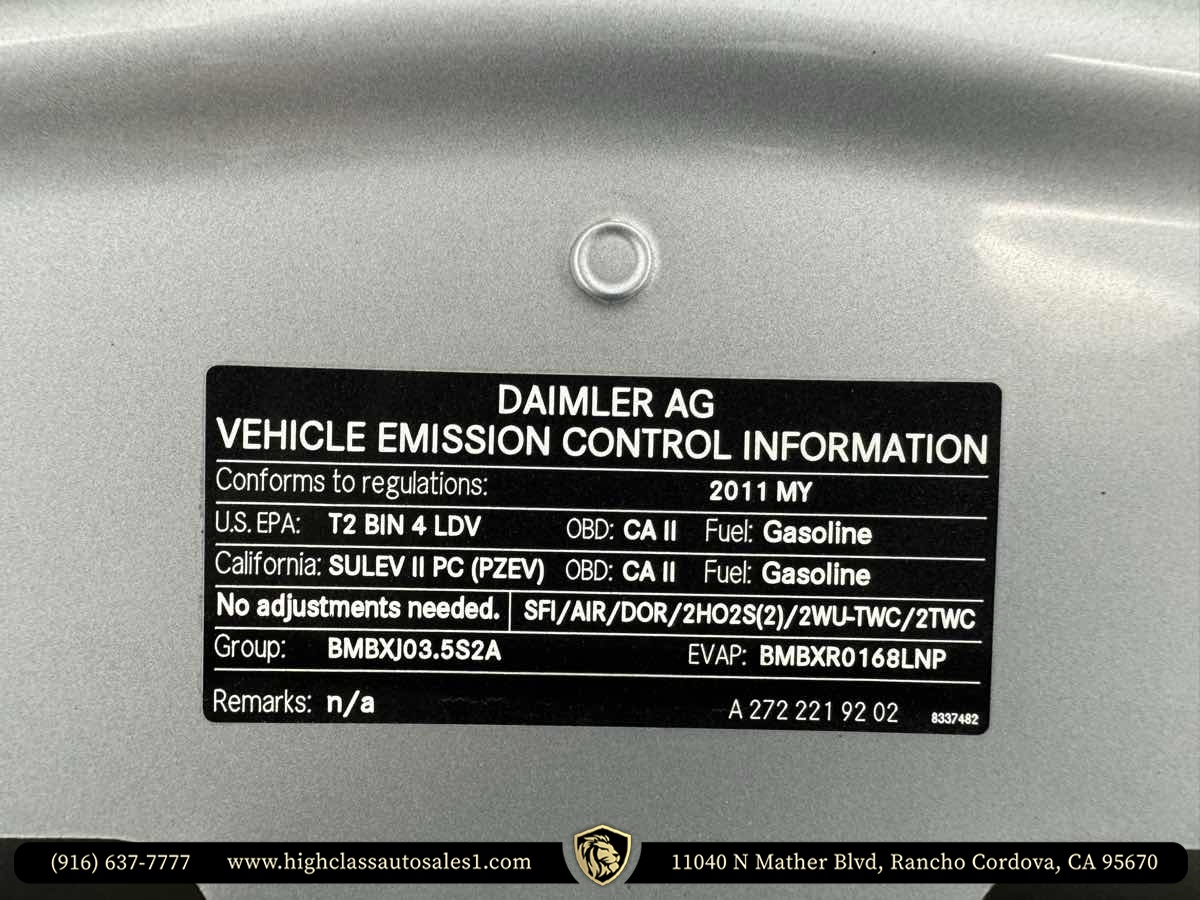 DAIMLER AG
VEHICLE EMISSION CONTROL INFORMATION
Conforms to regulations: 2011 MY
U.S. EPA: T2 BIN 4 LDV OBD: CA II Fuel: Gasoline
California: SULEV II PC (PZEV) OBD: CA II Fuel: Gasoline
No adjustments needed. SFI/AIR/DOR/2HO2S(2)/2WU-TWC/2TWC
Group: BMBXJ03.5S2A EVAP: BMBXR0168LNP
Remarks: n/a A 272 221 92 02 8337482
(916) 637-7777 www.highclassautosales1.com 11040 N Mather Blvd, Rancho Cordova, CA 95670